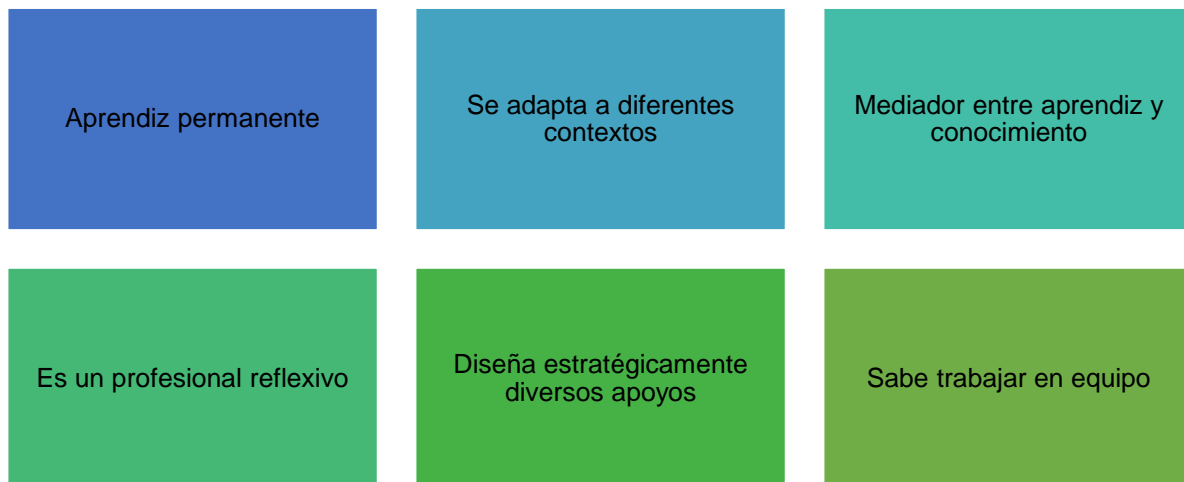 Aprendiz permanente
Se adapta a diferentes
contextos
Mediador entre aprendiz y
conocimiento
Es un profesional reflexivo
Diseña estratégicamente
diversos apoyos
Sabe trabajar en equipo